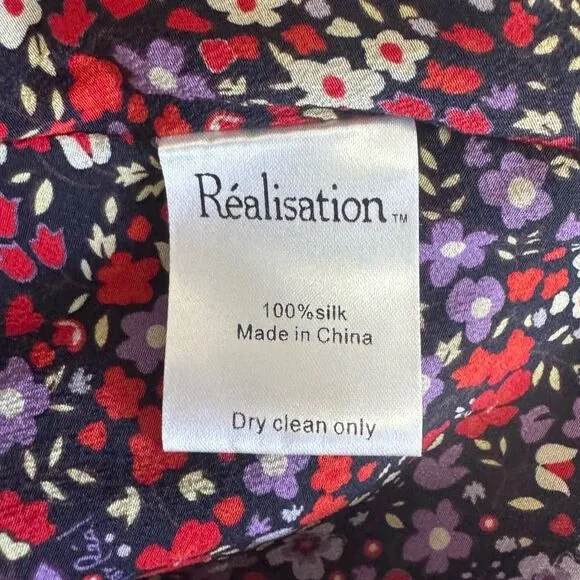 Réalisation™
100%silk
Made in China
Dry clean only